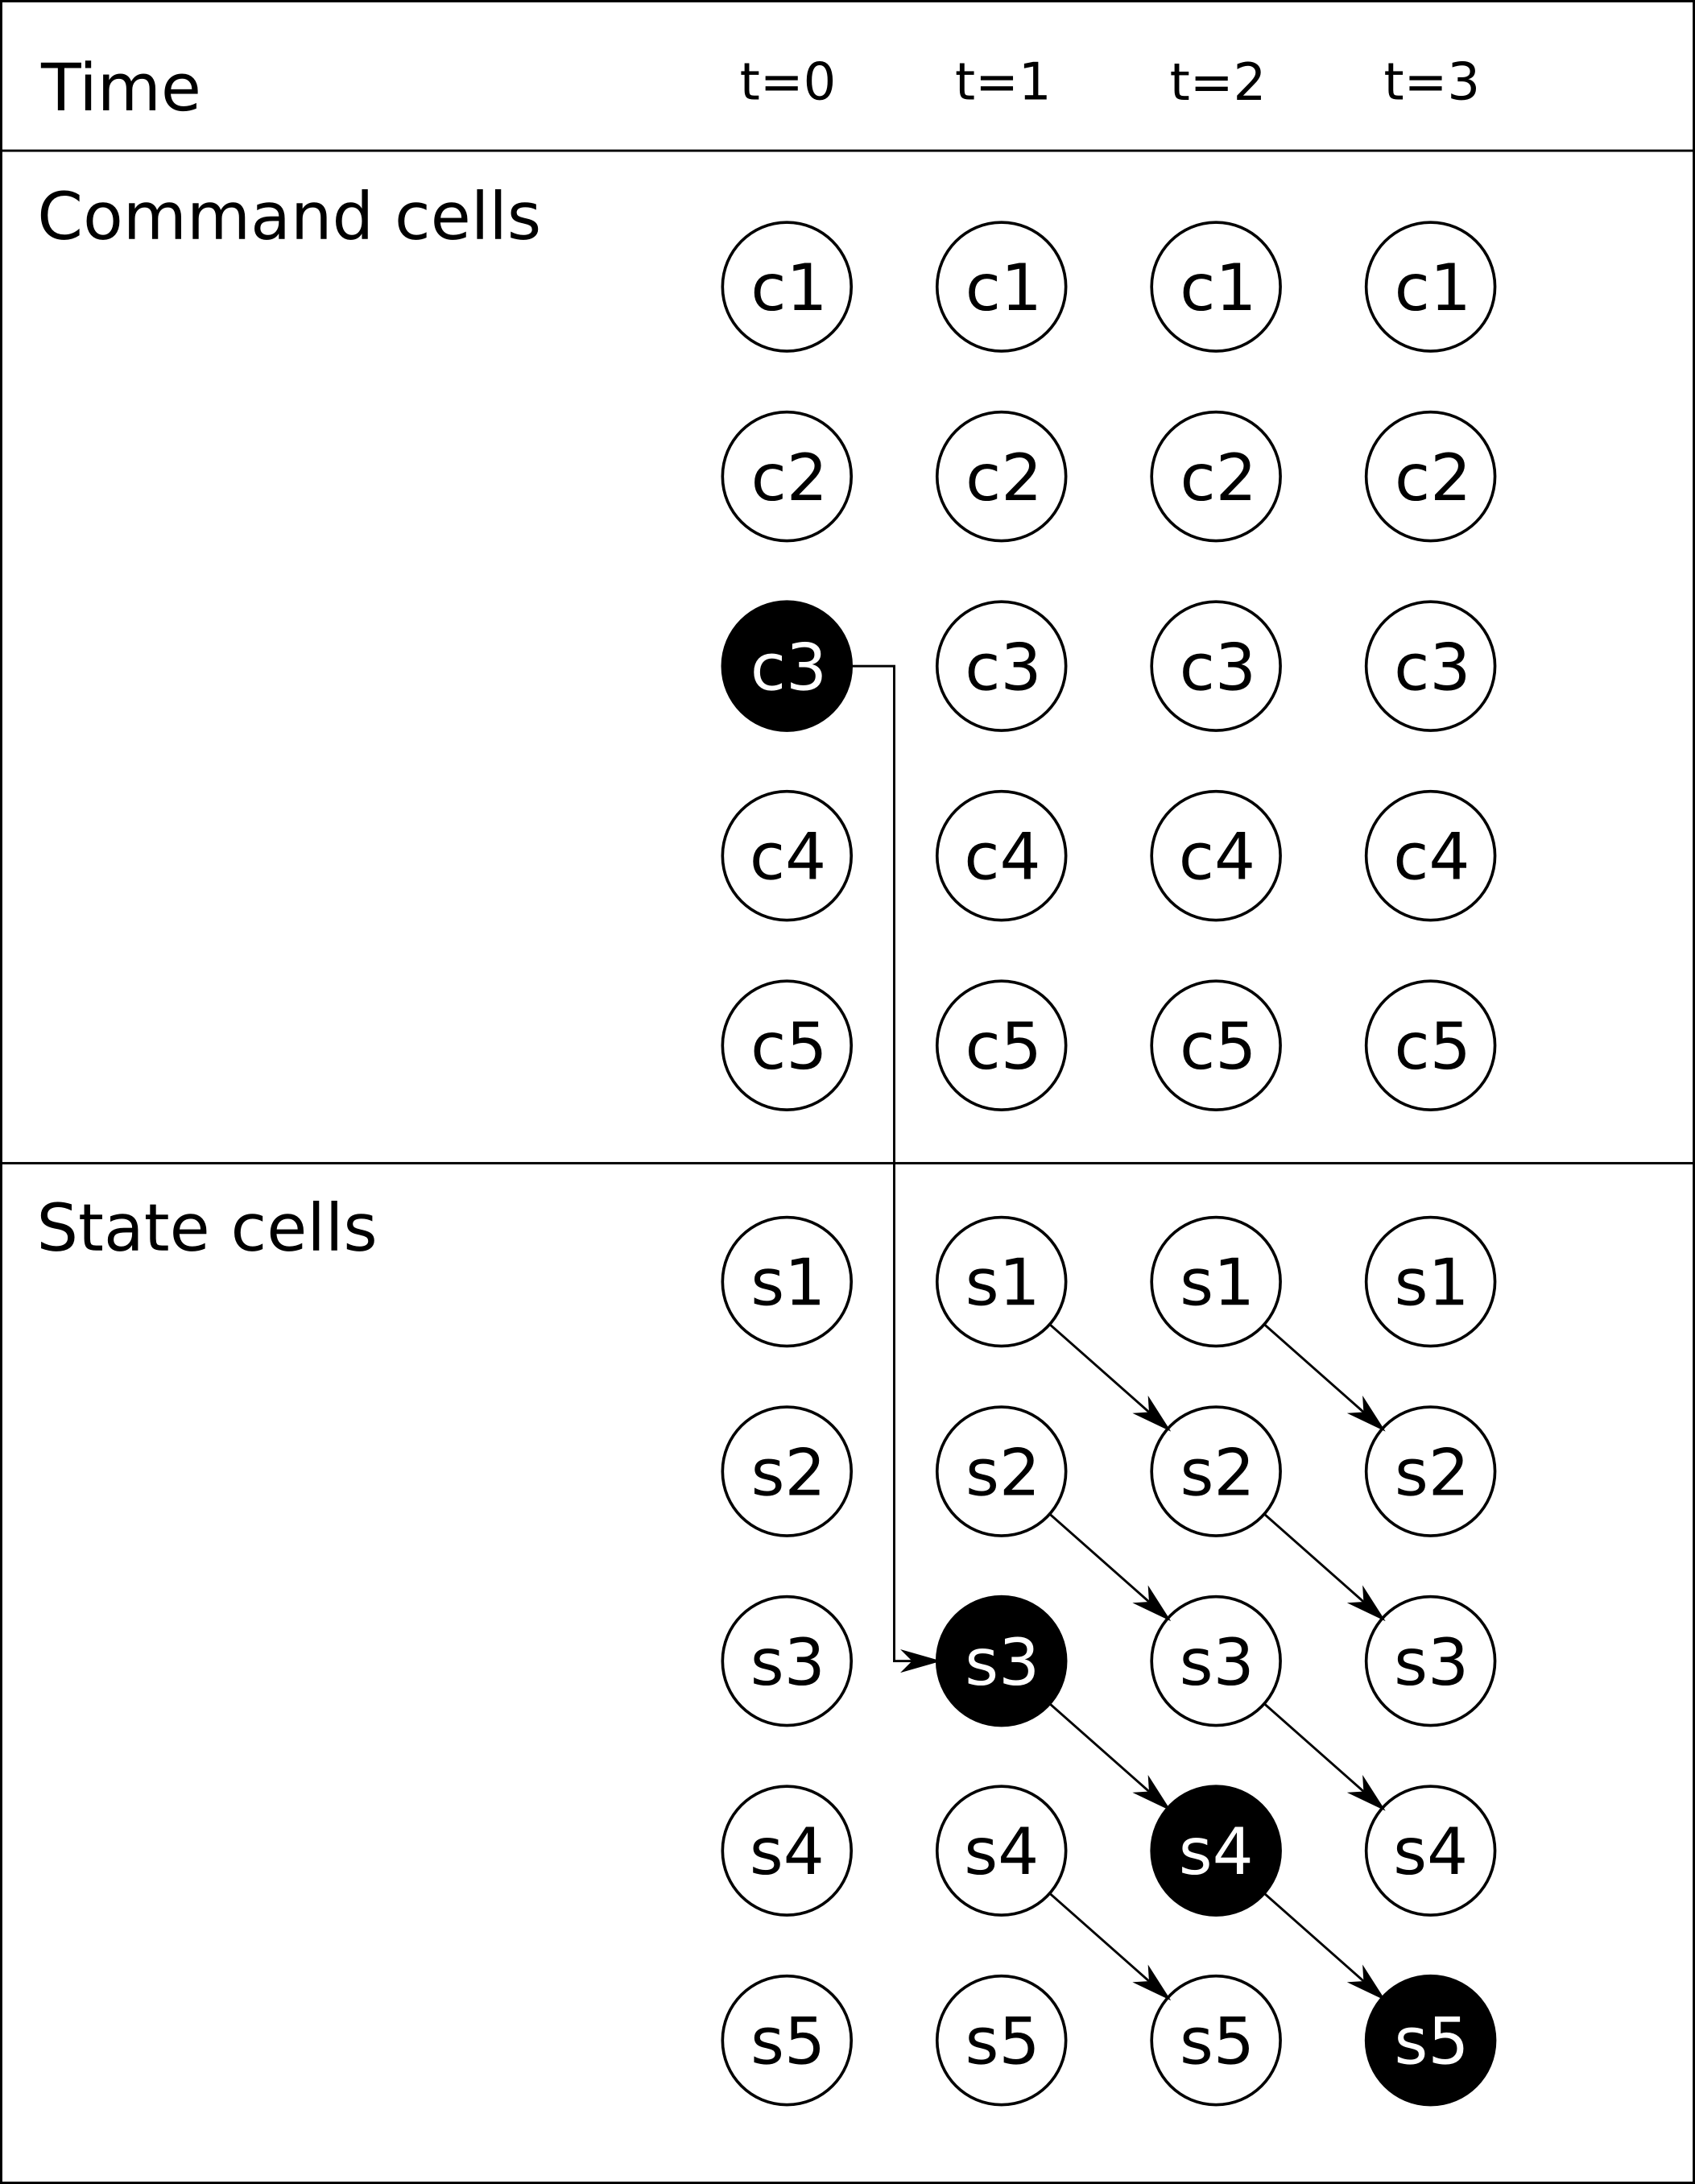 Time t=0 t=1 t=2 t=3
Command cells
c1 c1 c1 c1
c2 c2 c2 c2
c3 c3 c3 c3
c4 c4 c4 c4
c5 c5 c5 c5
State cells
s1 s1 s1 s1
s2 s2 s2 s2
s3 s3 s3 s3
s4 s4 s4 s4
s5 s5 s5 s5